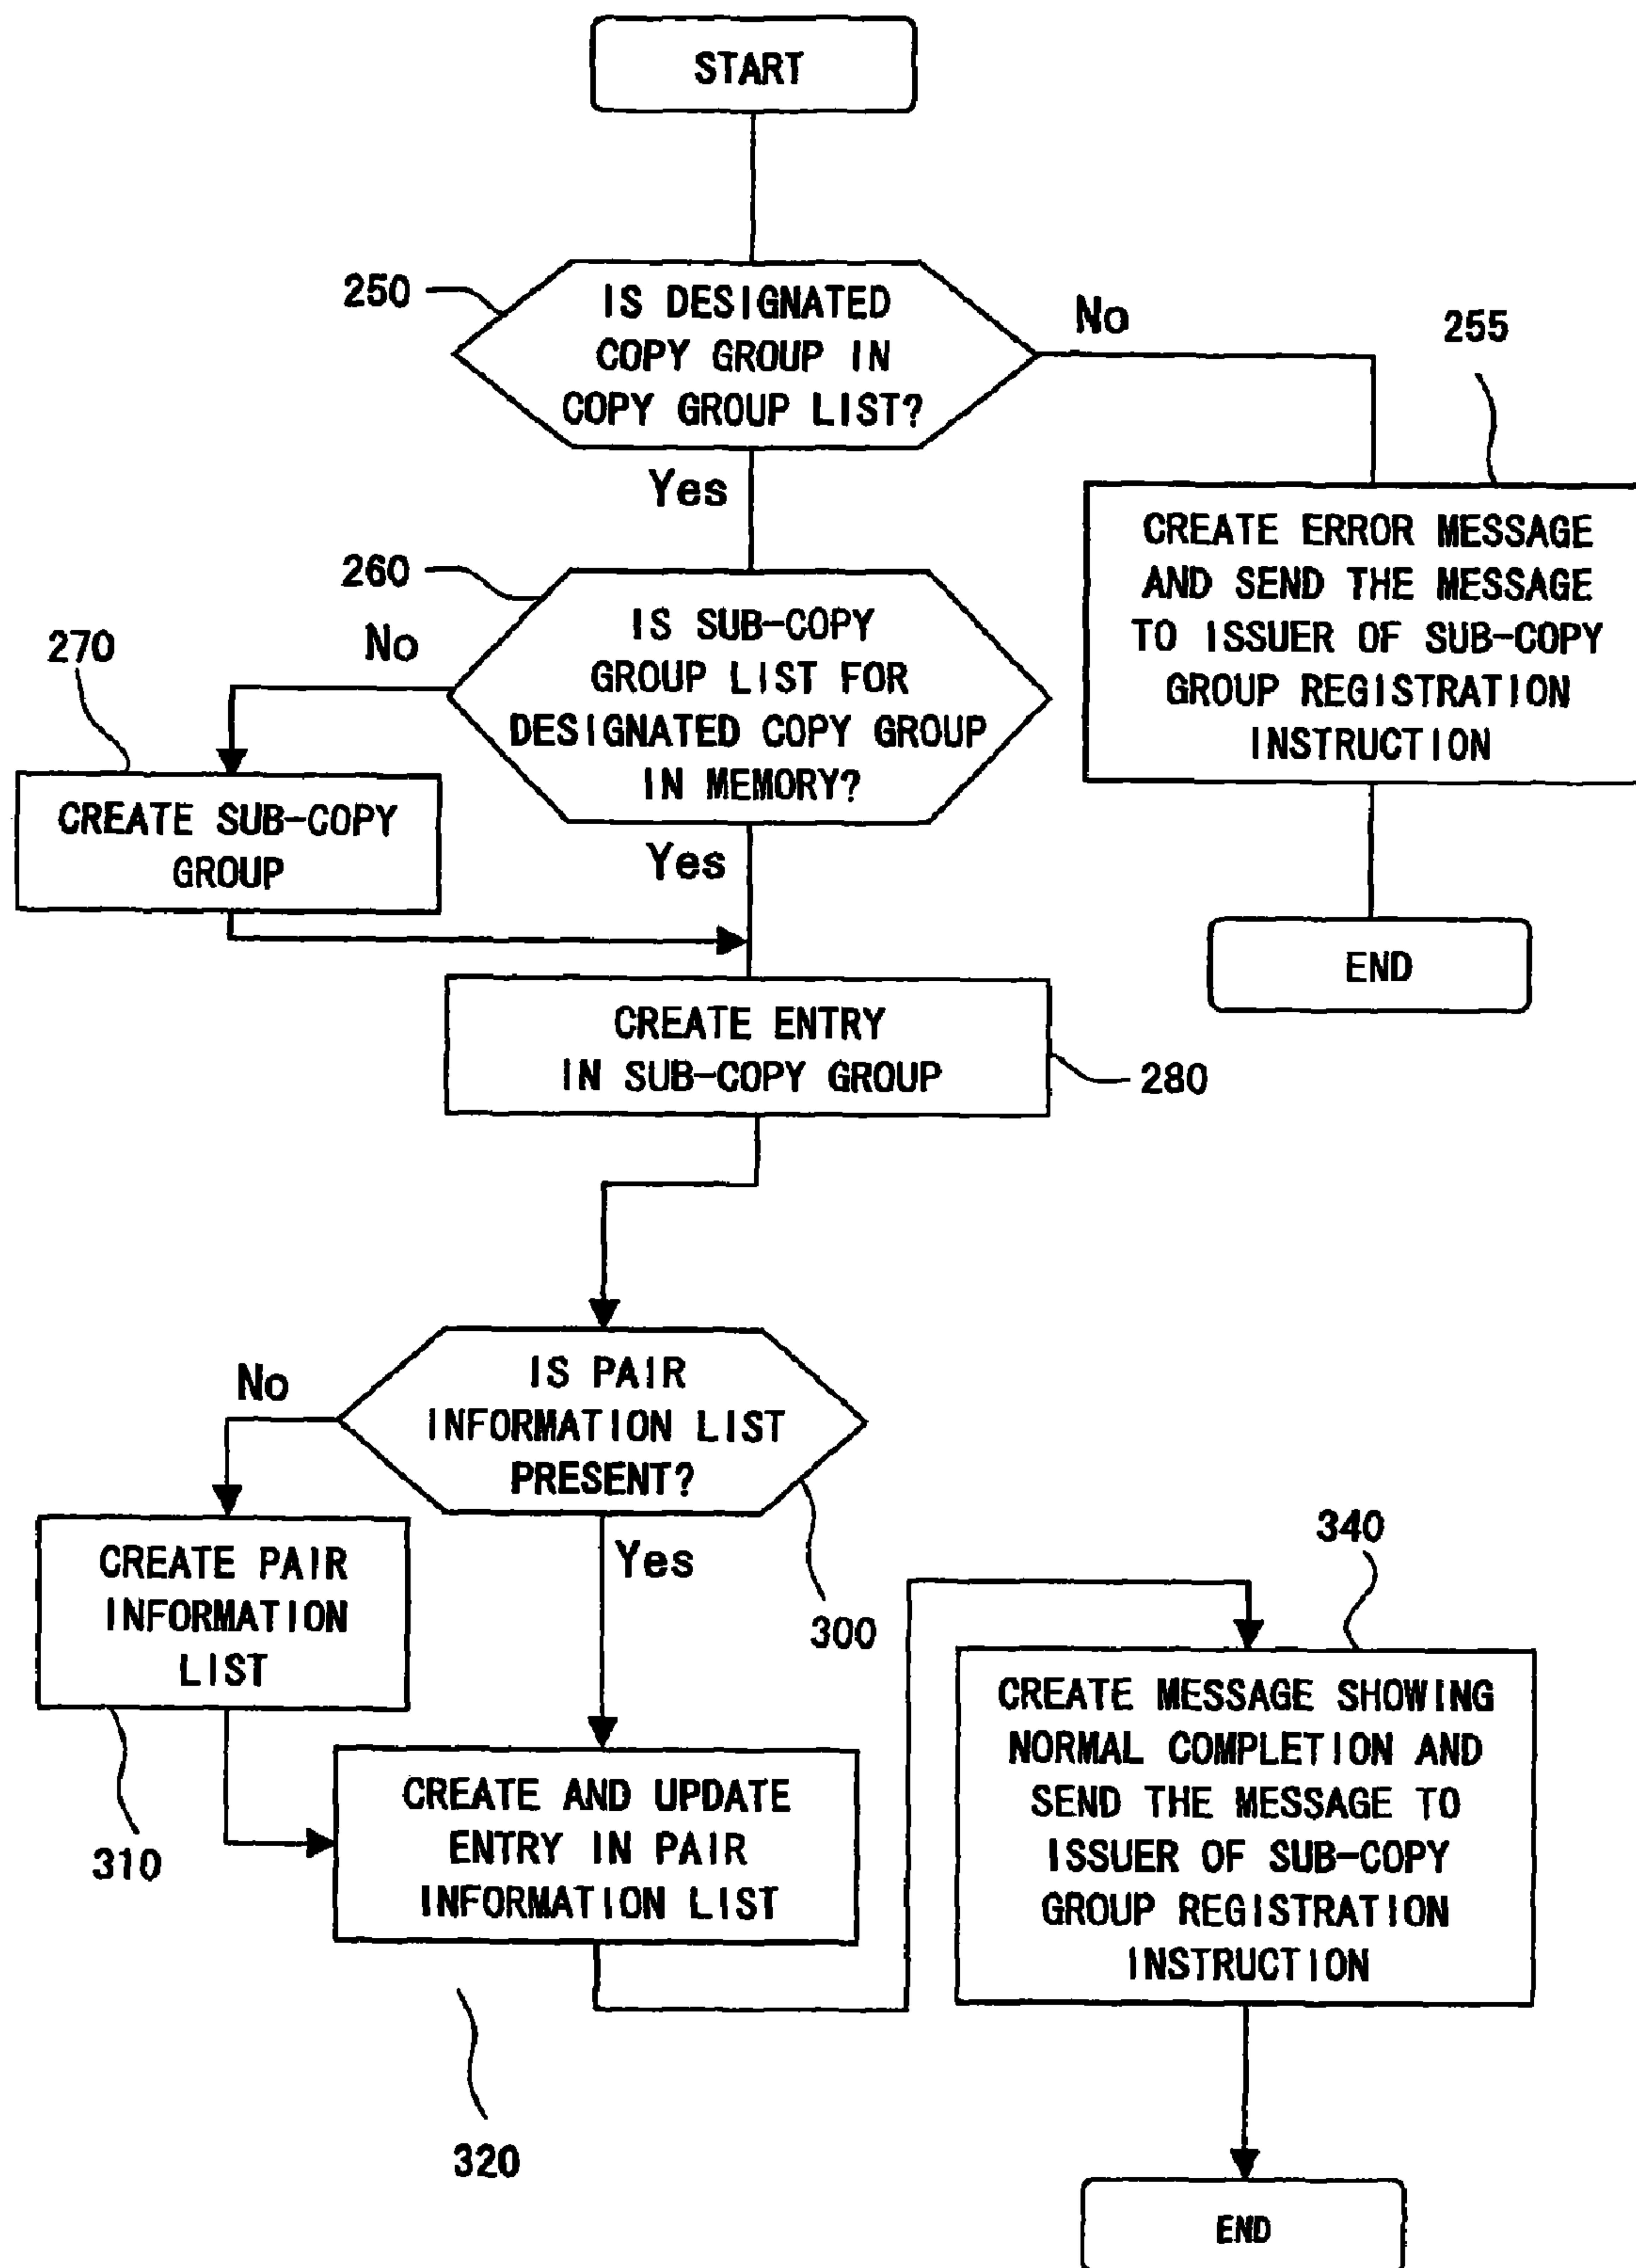 START
250
IS DESIGNATED
COPY GROUP IN
COPY GROUP LIST?
No
255
Yes
CREATE ERROR MESSAGE
AND SEND THE MESSAGE
TO ISSUER OF SUB-COPY
GROUP REGISTRATION
INSTRUCTION
260
IS SUB-COPY
GROUP LIST FOR
DESIGNATED COPY GROUP
IN MEMORY?
No
270
CREATE SUB-COPY
GROUP
Yes
END
CREATE ENTRY
IN SUB-COPY GROUP
280
IS PAIR
INFORMATION LIST
PRESENT?
No
300
Yes
CREATE PAIR
INFORMATION
LIST
310
CREATE AND UPDATE
ENTRY IN PAIR
INFORMATION LIST
320
340
CREATE MESSAGE SHOWING
NORMAL COMPLETION AND
SEND THE MESSAGE TO
ISSUER OF SUB-COPY
GROUP REGISTRATION
INSTRUCTION
END